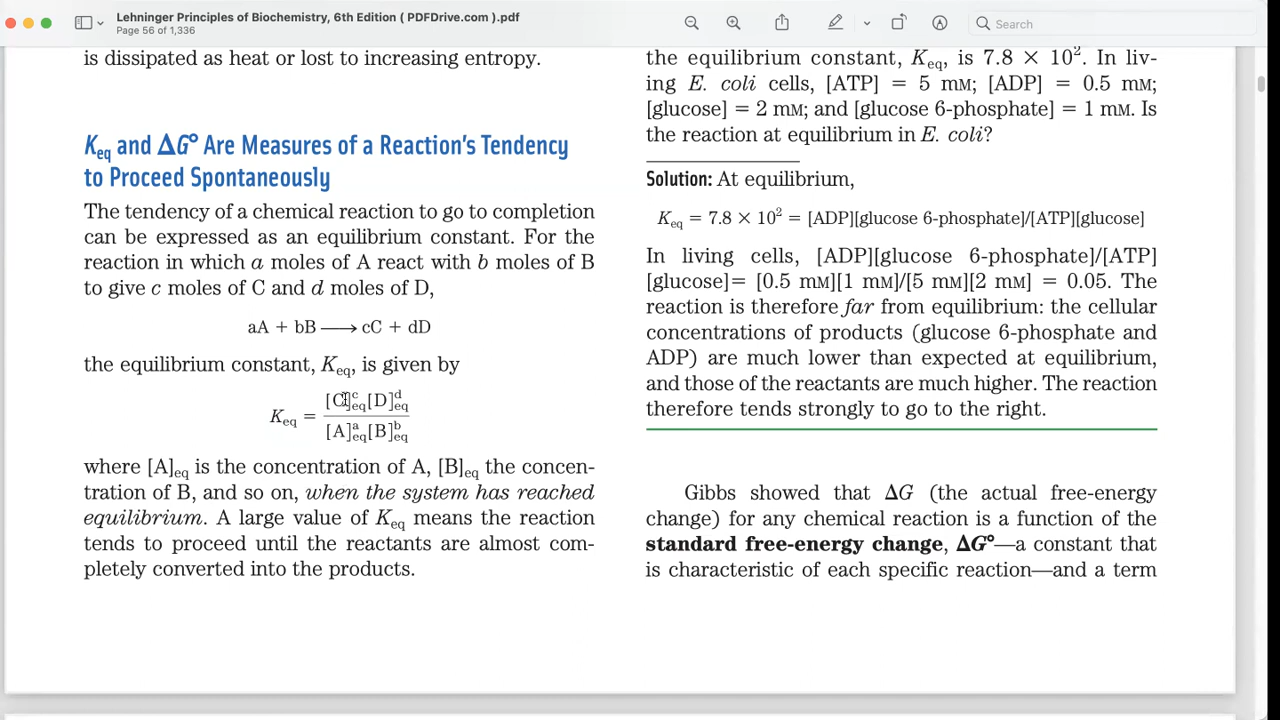 Lehninger Principles of Biochemistry, 6th Edition ( PDFDrive.com ).pdf
Page 56 of 1,336
Search
is dissipated as heat or lost to increasing entropy.
K_eq and ΔG° Are Measures of a Reaction's Tendency
to Proceed Spontaneously
The tendency of a chemical reaction to go to completion
can be expressed as an equilibrium constant. For the
reaction in which a moles of A react with b moles of B
to give c moles of C and d moles of D,
aA + bB ⟶ cC + dD
the equilibrium constant, K_eq, is given by
K_eq = [C]^c_eq[D]^d_eq
[A]^a_eq[B]^b_eq
where [A]_eq is the concentration of A, [B]_eq the concen-
tration of B, and so on, when the system has reached
equilibrium. A large value of K_eq means the reaction
tends to proceed until the reactants are almost com-
pletely converted into the products.
the equilibrium constant, K_eq, is 7.8 × 10². In liv-
ing E. coli cells, [ATP] = 5 mM; [ADP] = 0.5 mM;
[glucose] = 2 mM; and [glucose 6-phosphate] = 1 mM. Is
the reaction at equilibrium in E. coli?
Solution: At equilibrium,
K_eq = 7.8 × 10² = [ADP][glucose 6-phosphate]/[ATP][glucose]
In living cells, [ADP][glucose 6-phosphate]/[ATP]
[glucose]= [0.5 mM][1 mM]/[5 mM][2 mM] = 0.05. The
reaction is therefore far from equilibrium: the cellular
concentrations of products (glucose 6-phosphate and
ADP) are much lower than expected at equilibrium,
and those of the reactants are much higher. The reaction
therefore tends strongly to go to the right.
Gibbs showed that ΔG (the actual free-energy
change) for any chemical reaction is a function of the
standard free-energy change, ΔG°—a constant that
is characteristic of each specific reaction—and a term